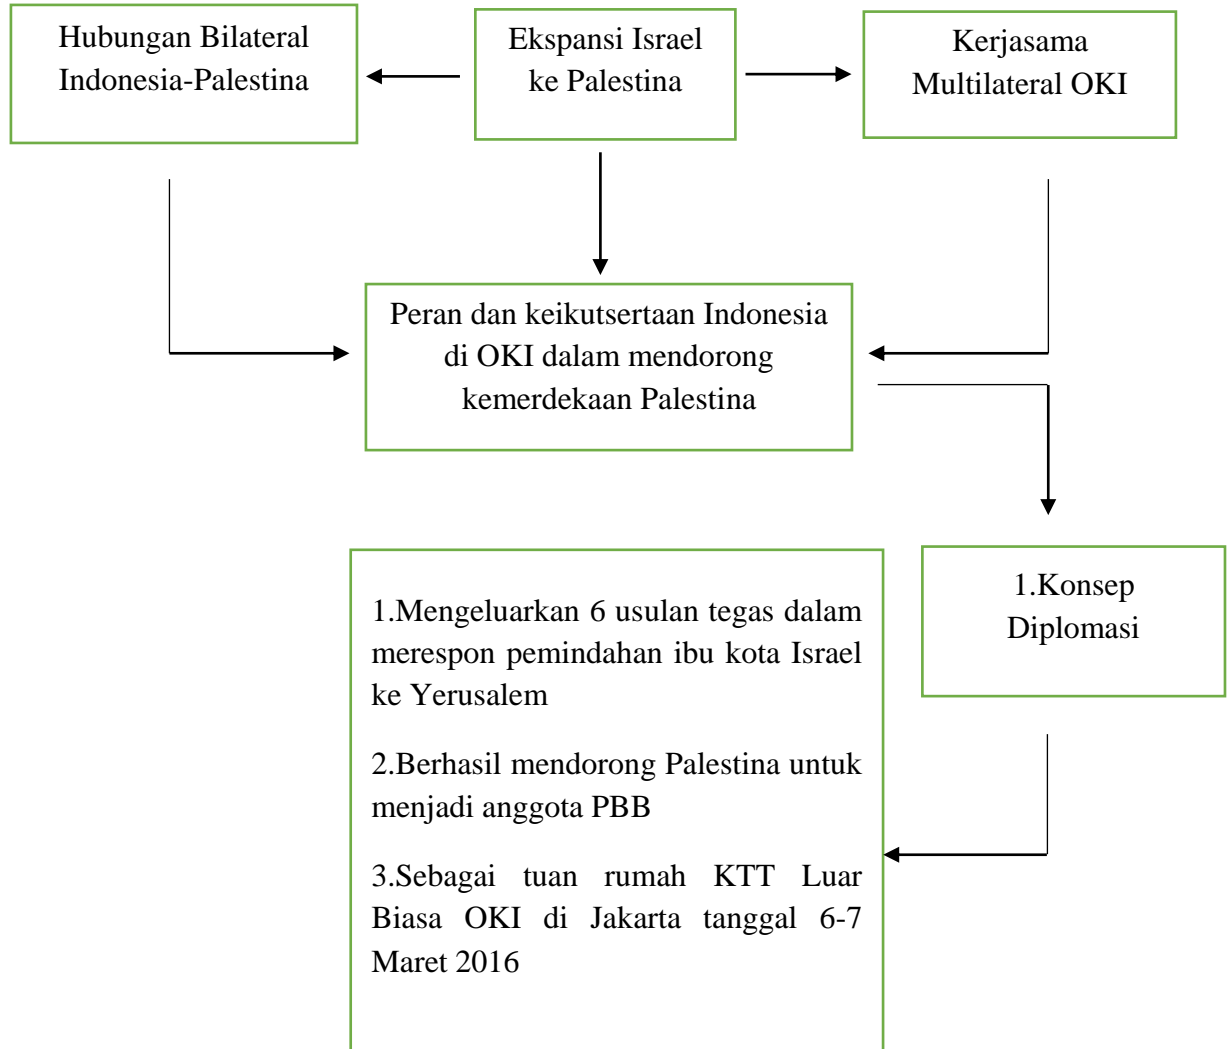 Hubungan Bilateral
Indonesia-Palestina
Ekspansi Israel
ke Palestina
Kerjasama
Multilateral OKI
Peran dan keikutsertaan Indonesia
di OKI dalam mendorong
kemerdekaan Palestina
1.Konsep
Diplomasi
1.Mengeluarkan 6 usulan tegas dalam
merespon pemindahan ibu kota Israel
ke Yerusalem
2.Berhasil mendorong Palestina untuk
menjadi anggota PBB
3.Sebagai tuan rumah KTT Luar
Biasa OKI di Jakarta tanggal 6-7
Maret 2016